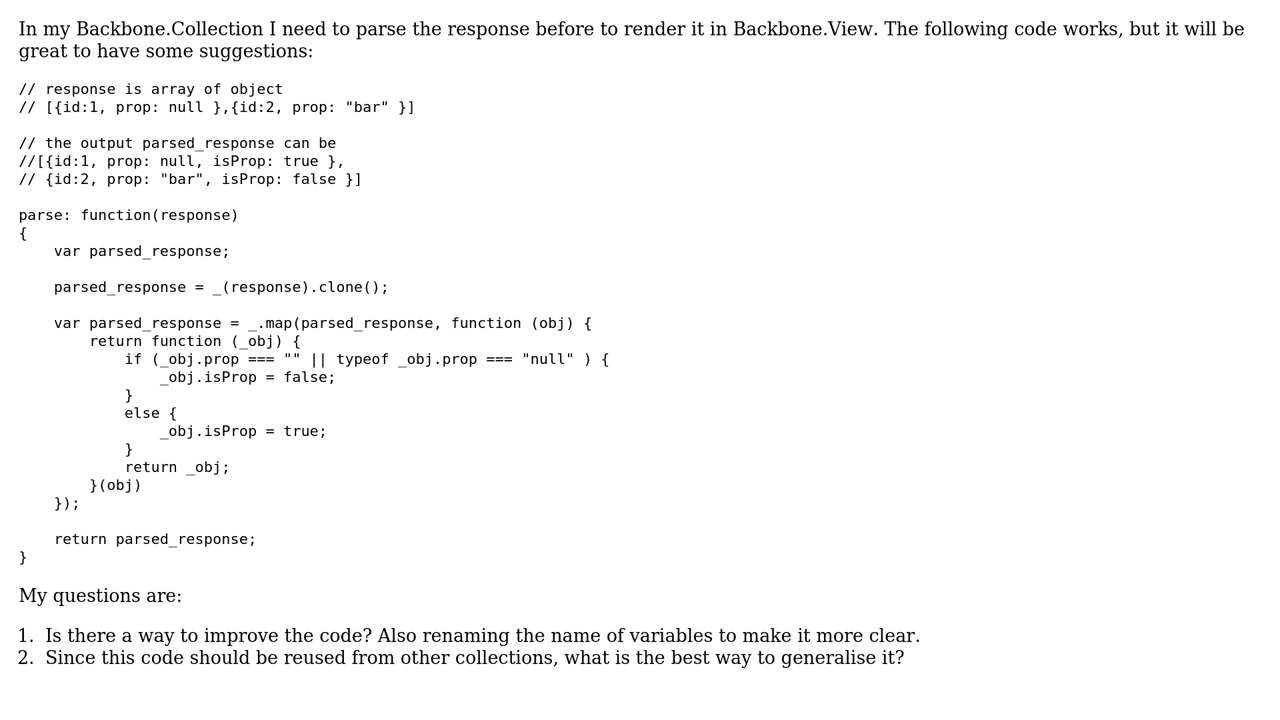 In my Backbone.Collection I need to parse the response before to render it in Backbone.View. The following code works, but it will be
great to have some suggestions:
// response is array of object
// [{id:1, prop: null },{id:2, prop: "bar" }]
// the output parsed_response can be
//[{id:1, prop: null, isProp: true },
// {id:2, prop: "bar", isProp: false }]
parse: function(response)
{
    var parsed_response;
    parsed_response = _(response).clone();
    var parsed_response = _.map(parsed_response, function (obj) {
        return function (_obj) {
            if (_obj.prop === "" || typeof _obj.prop === "null" ) {
                _obj.isProp = false;
            }
            else {
                _obj.isProp = true;
            }
            return _obj;
        }(obj)
    });
    return parsed_response;
}
My questions are:
1. Is there a way to improve the code? Also renaming the name of variables to make it more clear.
2. Since this code should be reused from other collections, what is the best way to generalise it?